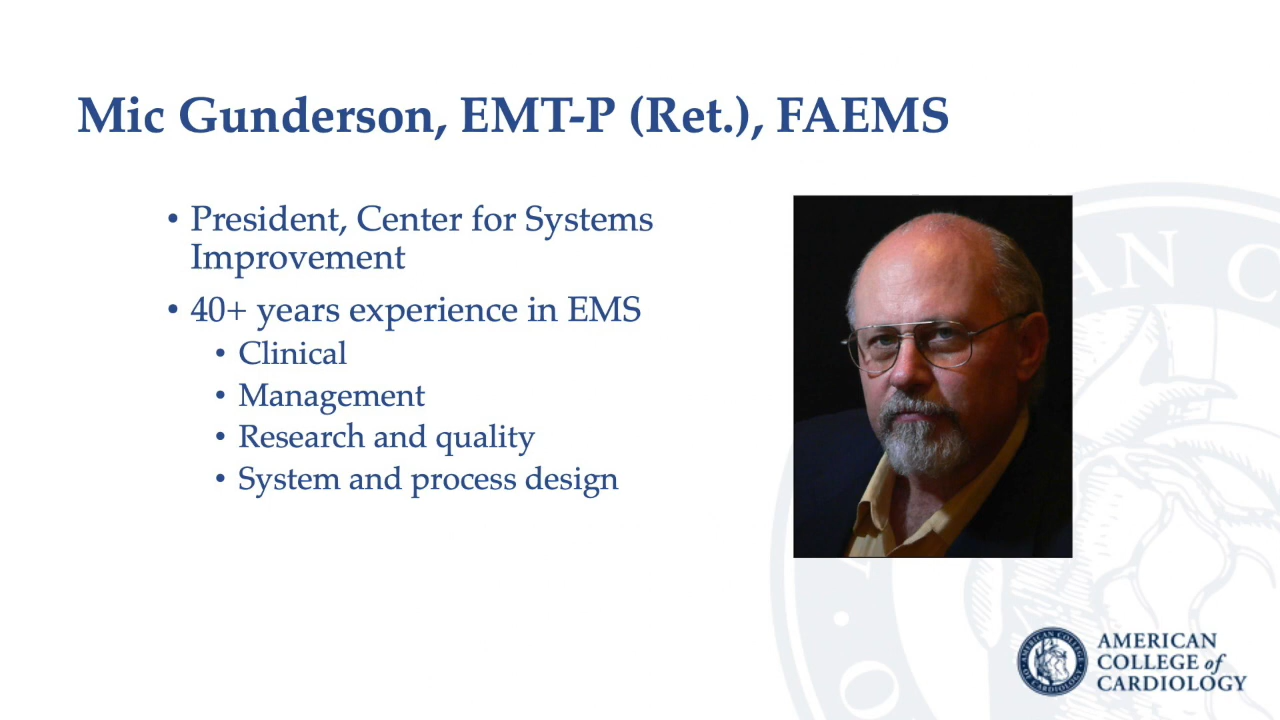 Mic Gunderson, EMT-P (Ret.), FAEMS
• President, Center for Systems
Improvement
• 40+ years experience in EMS
• Clinical
• Management
• Research and quality
• System and process design
AN C
AMERICAN
COLLEGE of
CARDIOLOGY